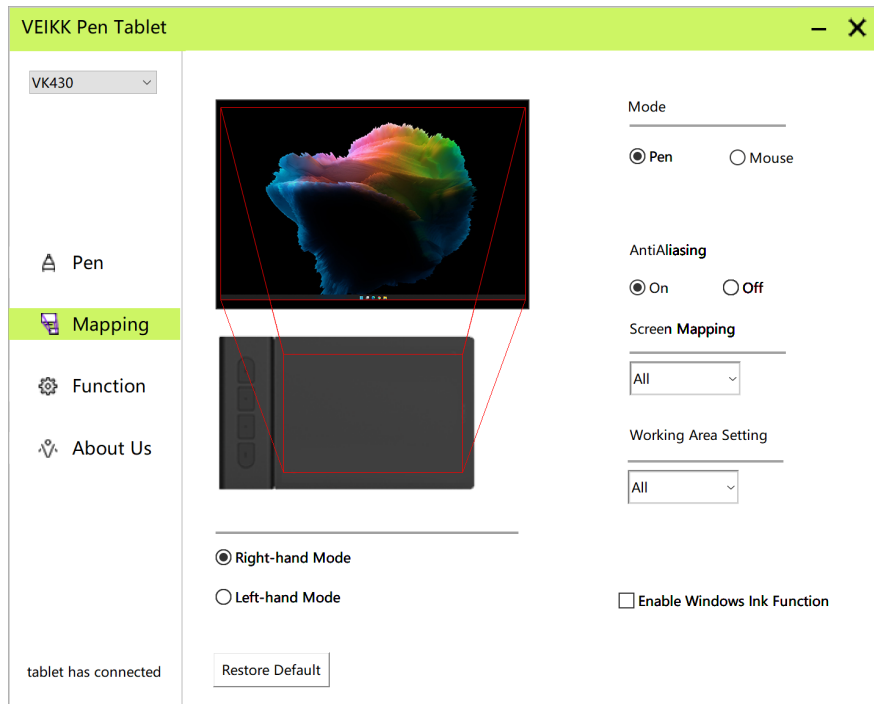 VEIKK Pen Tablet
VK430
Pen
Mapping
Function
About Us
tablet has connected
Right-hand Mode
Left-hand Mode
Restore Default
Mode
Pen Mouse
AntiAliasing
On Off
Screen Mapping
All
Working Area Setting
All
Enable Windows Ink Function